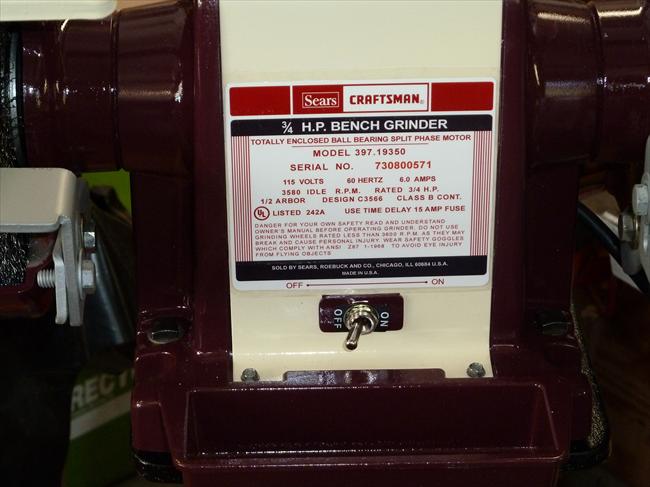 Sears CRAFTSMAN®
3/4 H.P. BENCH GRINDER
TOTALLY ENCLOSED BALL BEARING SPLIT PHASE MOTOR
MODEL 397.19350
SERIAL NO. 730800571
115 VOLTS 60 HERTZ 6.0 AMPS
3580 IDLE R.P.M. RATED 3/4 H.P.
1/2 ARBOR DESIGN C3566 CLASS B CONT.
UL LISTED 242A USE TIME DELAY 15 AMP FUSE
DANGER FOR YOUR OWN SAFETY READ AND UNDERSTAND
OWNER'S MANUAL BEFORE OPERATING GRINDER. DO NOT USE
GRINDING WHEELS RATED LESS THAN 3600 R.P.M. AS THEY MAY
BREAK AND CAUSE PERSONAL INJURY. WEAR SAFETY GOGGLES
WHICH COMPLY WITH ANSI Z87 1-1968 TO AVOID EYE INJURY
FROM FLYING OBJECTS
SOLD BY SEARS, ROEBUCK AND CO., CHICAGO, ILL 60684 U.S.A.
MADE IN U.S.A.
OFF ON
OFF ON
RECT